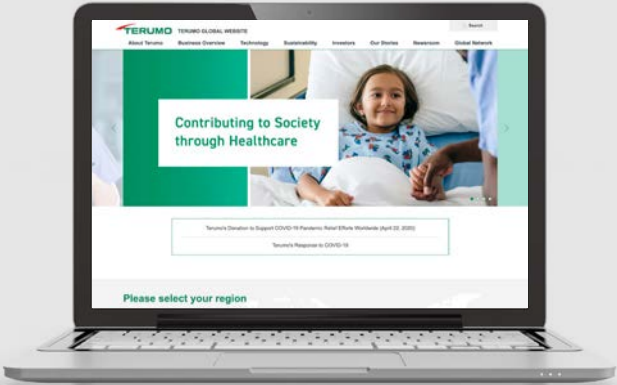 TERUMO TERUMO GLOBAL WEBSITE
Search
About Terumo Business Overview Technology Sustainability Investors Our Stories Newsroom Global Network
Contributing to Society
through Healthcare
Terumo's Donation to Support COVID-19 Pandemic Relief Efforts Worldwide (April 22, 2020)
Terumo's Response to COVID-19
Please select your region